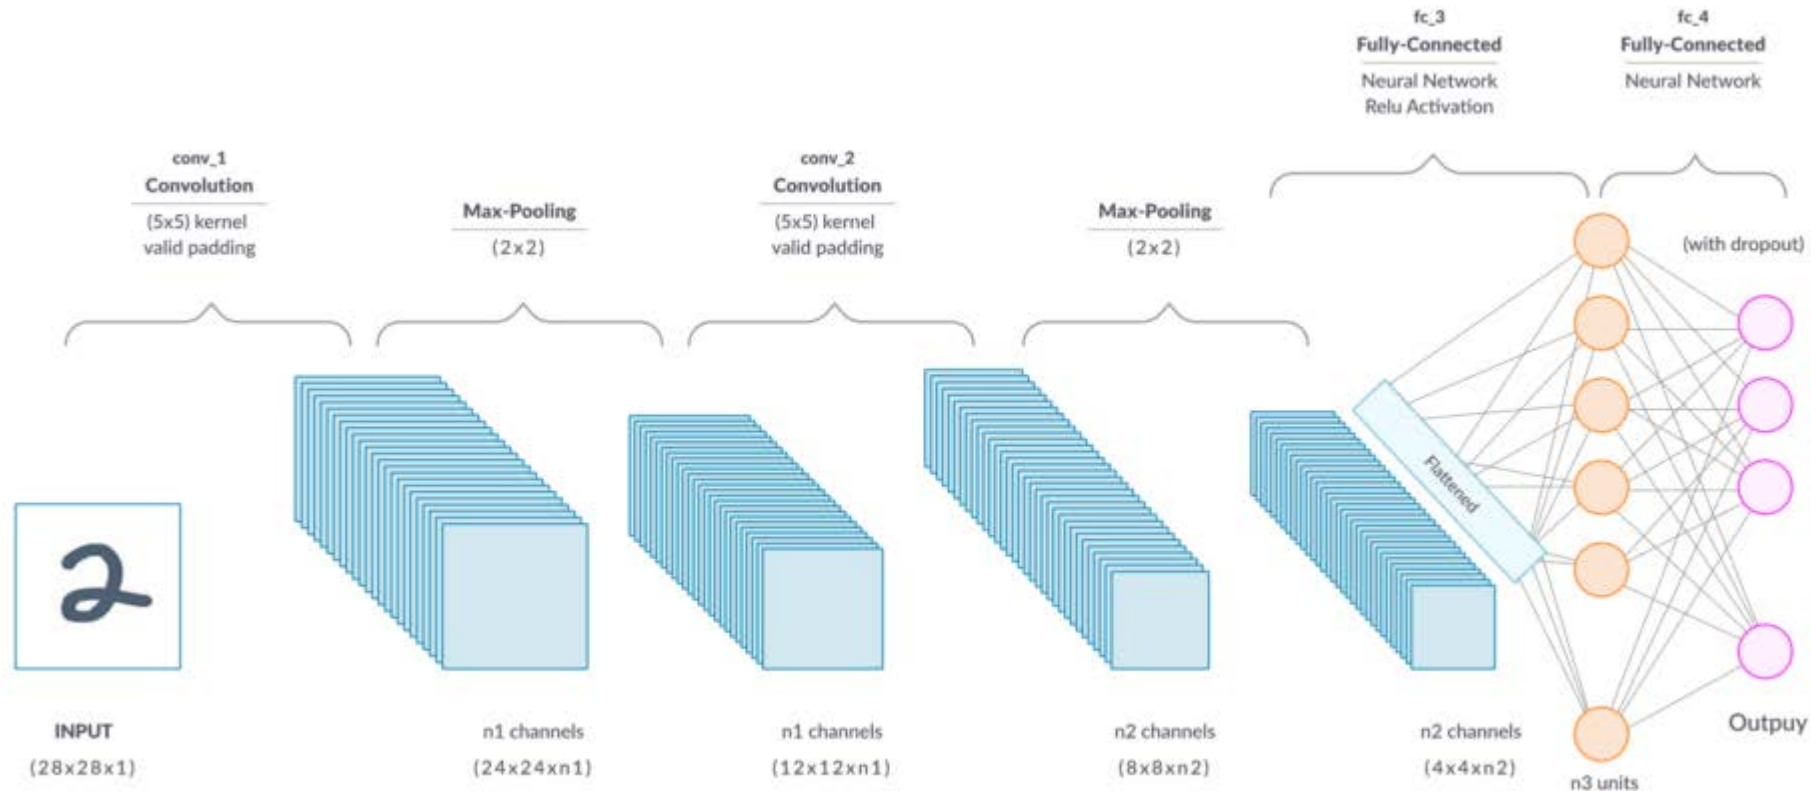 conv_1
Convolution
(5x5) kernel
valid padding
Max-Pooling
(2x2)
conv_2
Convolution
(5x5) kernel
valid padding
Max-Pooling
(2x2)
fc_3
Fully-Connected
Neural Network
Relu Activation
fc_4
Fully-Connected
Neural Network
(with dropout)
2
Flattened
INPUT
(28x28x1)
n1 channels
(24x24xn1)
n1 channels
(12x12xn1)
n2 channels
(8x8xn2)
n2 channels
(4x4xn2)
n3 units
Outpuy